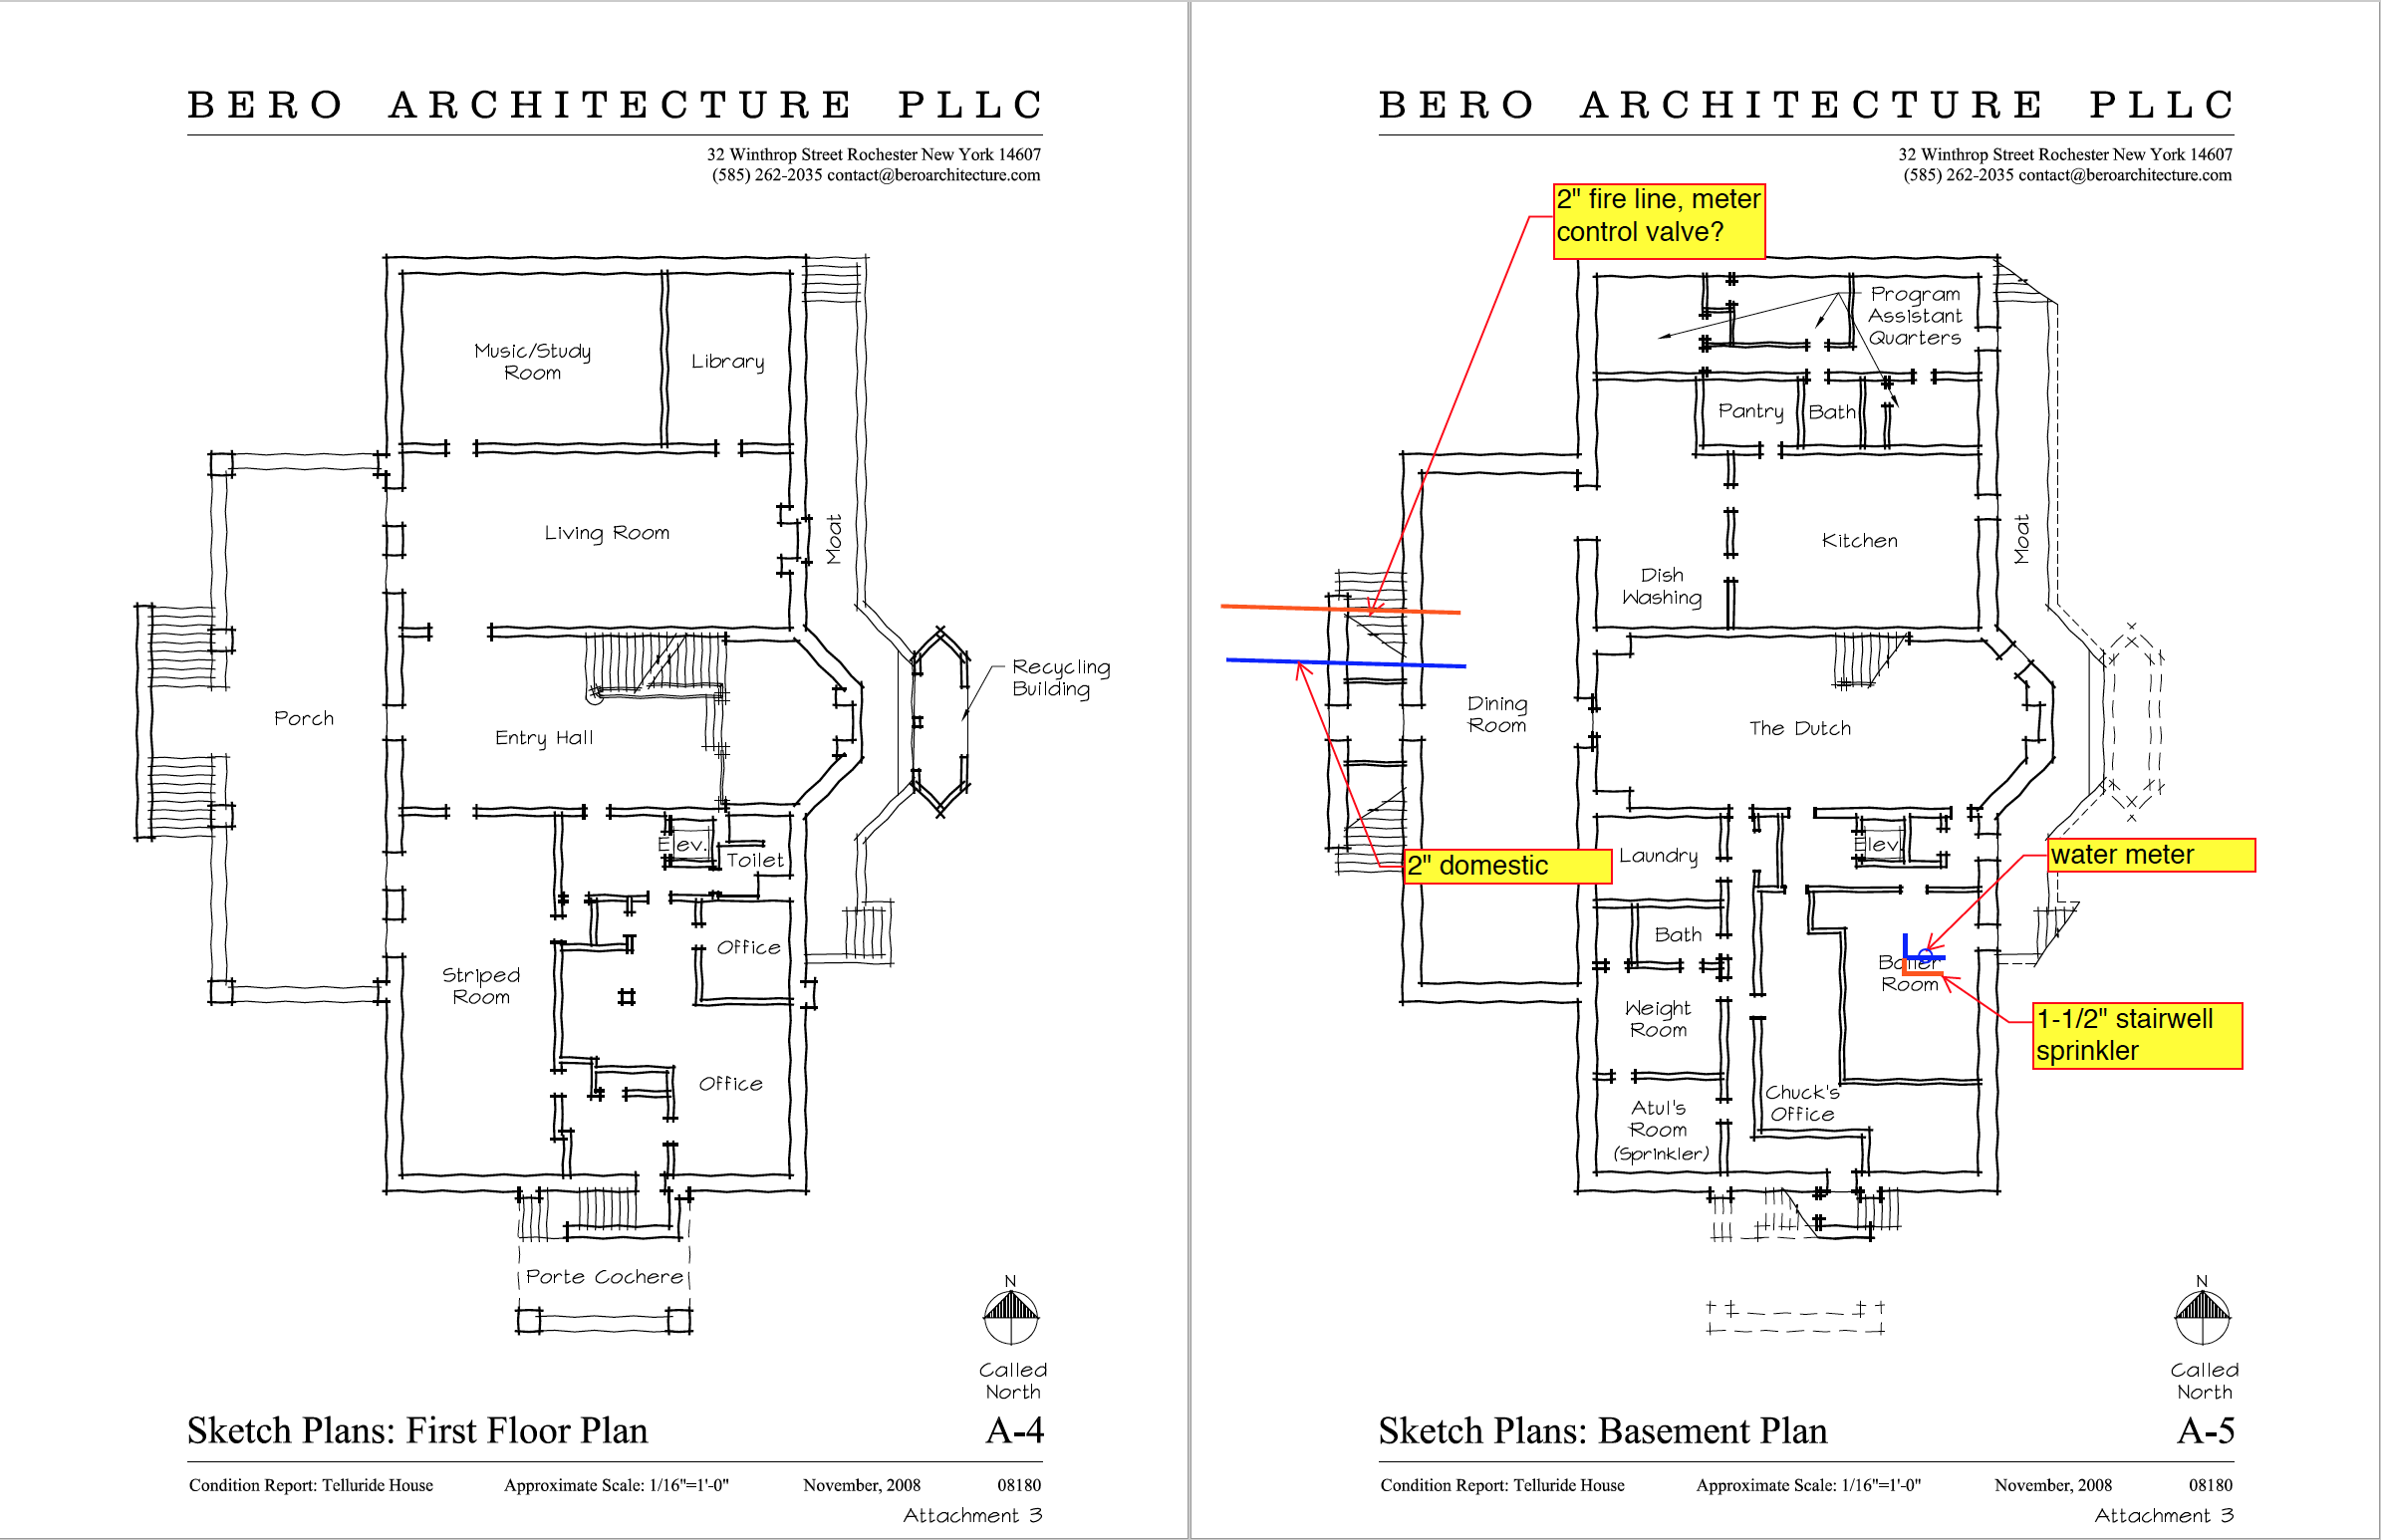 BERO ARCHITECTURE PLLC
32 Winthrop Street Rochester New York 14607
(585) 262-2035 contact@beroarchitecture.com
Music/Study
Room
Library
Living Room
Moat
Recycling
Building
Porch
Entry Hall
Elev.
Toilet
Office
Striped
Room
Office
Porte Cochere
N
Called
North
Sketch Plans: First Floor Plan
A-4
Condition Report: Telluride House
Approximate Scale: 1/16"=1'-0"
November, 2008
08180
Attachment 3
BERO ARCHITECTURE PLLC
32 Winthrop Street Rochester New York 14607
(585) 262-2035 contact@beroarchitecture.com
2" fire line, meter
control valve?
Program
Assistant
Quarters
Pantry
Bath
Kitchen
Moat
Dish
Washing
Dining
Room
The Dutch
2" domestic
Laundry
Elev.
water meter
Bath
Boiler
Room
Weight
Room
1-1/2" stairwell
sprinkler
Chuck's
Office
Atul's
Room
(Sprinkler)
N
Called
North
Sketch Plans: Basement Plan
A-5
Condition Report: Telluride House
Approximate Scale: 1/16"=1'-0"
November, 2008
08180
Attachment 3